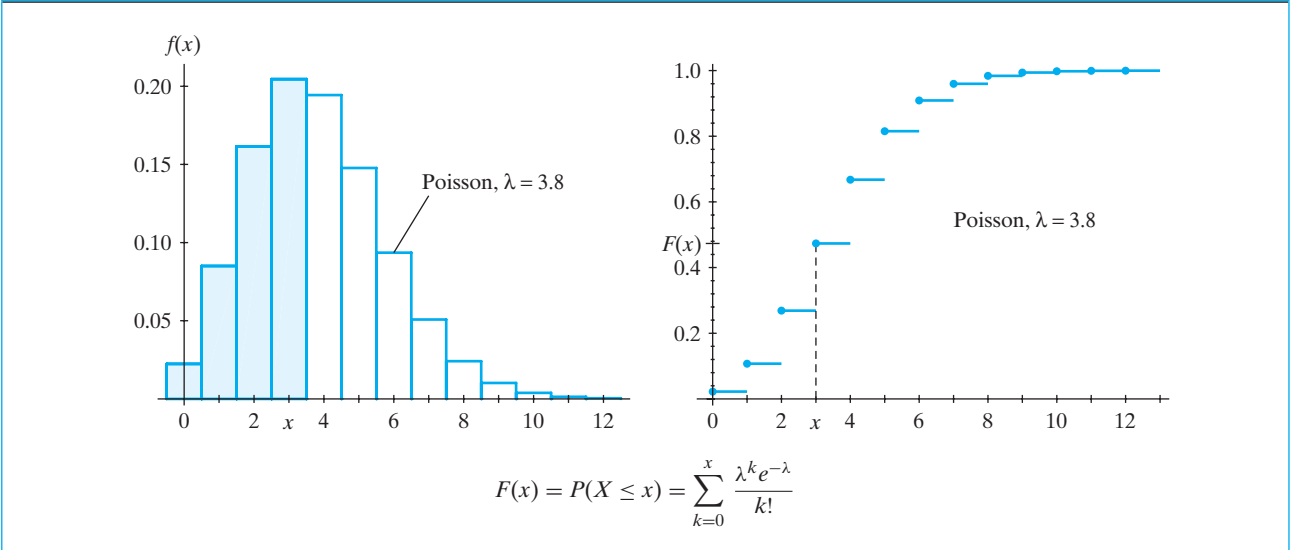 f(x)
0.20
0.15
0.10
0.05
Poisson, λ = 3.8
0 2 x 4 6 8 10 12
1.0
0.8
0.6
F(x)
0.4
0.2
Poisson, λ = 3.8
0 2 x 4 6 8 10 12
F(x) = P(X ≤ x) = \sum_{k=0}^{x} \frac{λ^k e^{−λ}}{k!}